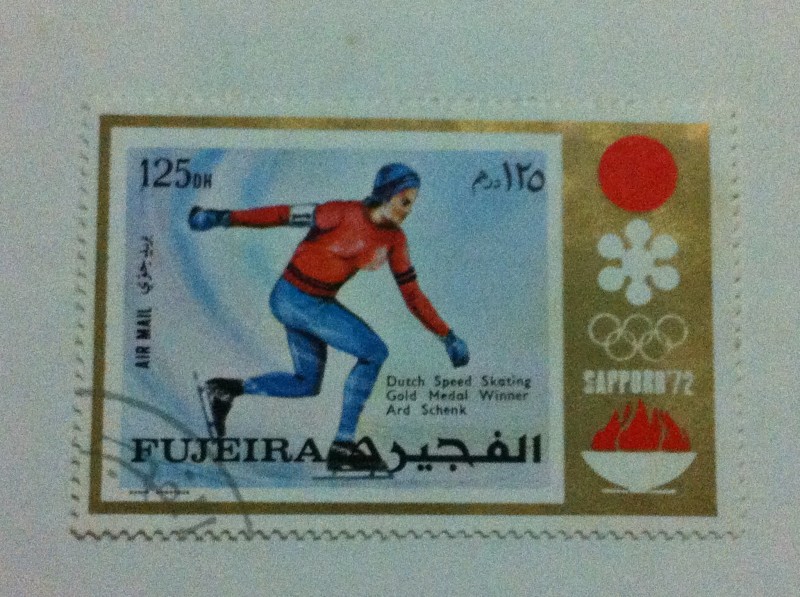 125DH
١٢٥ درهم
AIR MAIL بريد جوي
Dutch Speed Skating
Gold Medal Winner
Ard Schenk
FUJEIRA الفجيرة
SAPPORO'72